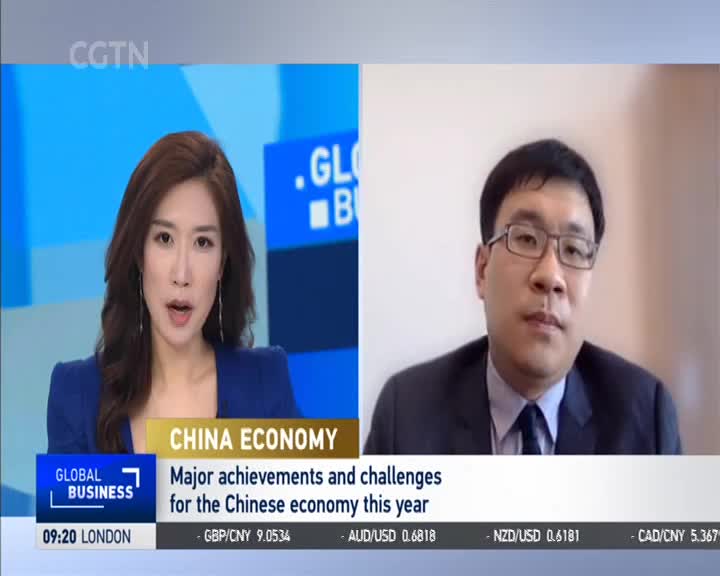 CGTN
. GLO
BU
CHINA ECONOMY
GLOBAL
BUSINESS
Major achievements and challenges
for the Chinese economy this year
09:20 LONDON
- GBP/CNY 9.0534 - AUD/USD 0.6818 - NZD/USD 0.6181 - CAD/CNY 5.367